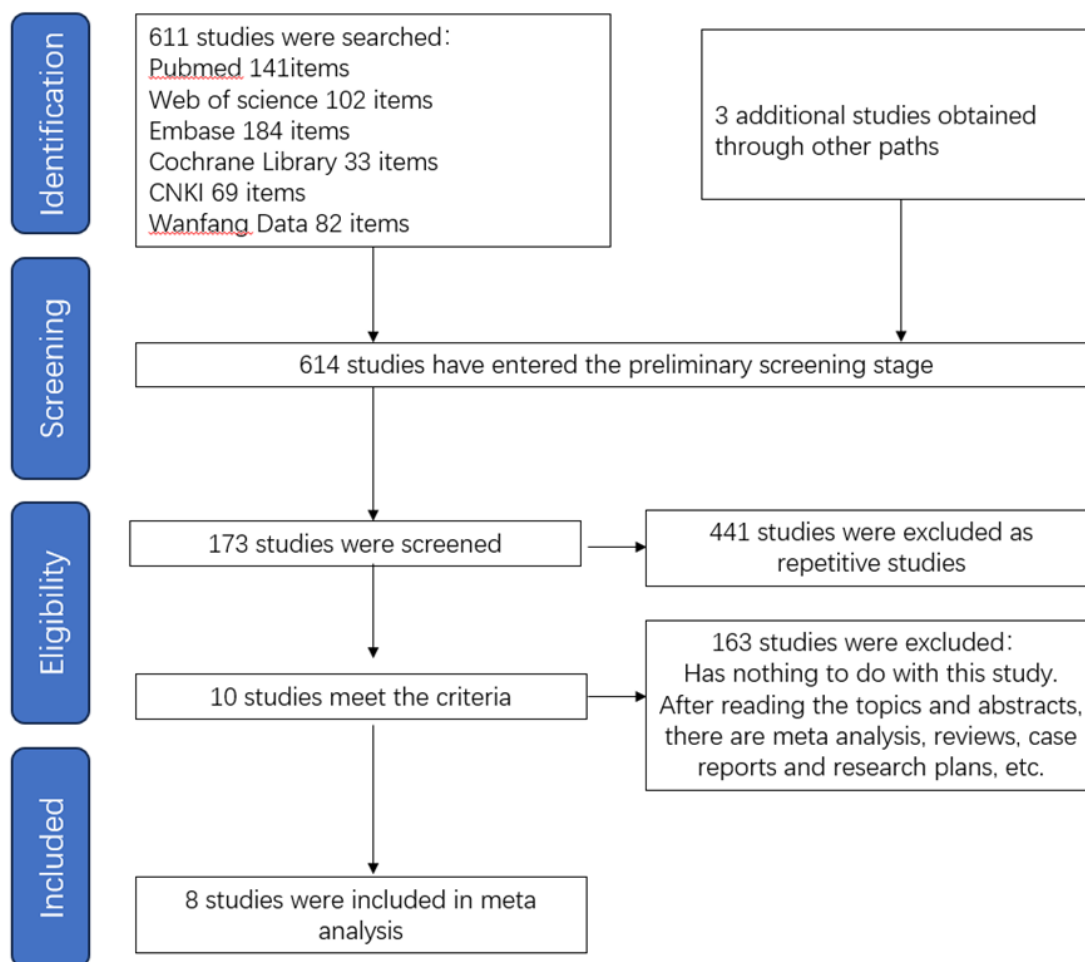 Identification
611 studies were searched：
Pubmed 141items
Web of science 102 items
Embase 184 items
Cochrane Library 33 items
CNKI 69 items
Wanfang Data 82 items
3 additional studies obtained
through other paths
Screening
614 studies have entered the preliminary screening stage
Eligibility
173 studies were screened
441 studies were excluded as
repetitive studies
10 studies meet the criteria
163 studies were excluded：
Has nothing to do with this study.
After reading the topics and abstracts,
there are meta analysis, reviews, case
reports and research plans, etc.
Included
8 studies were included in meta
analysis